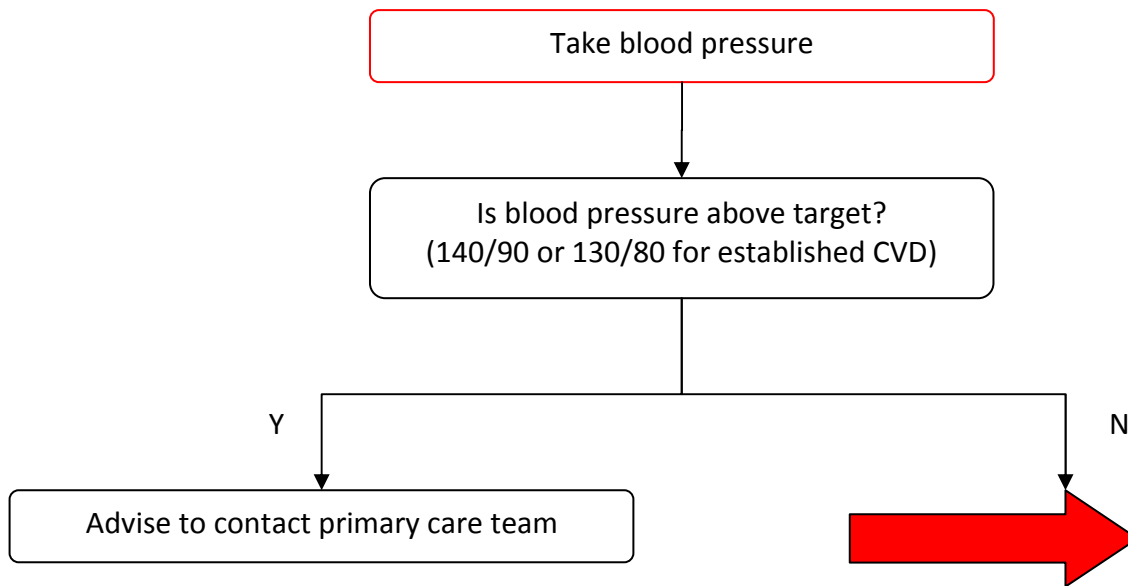 Take blood pressure
Is blood pressure above target?
(140/90 or 130/80 for established CVD)
Y
N
Advise to contact primary care team